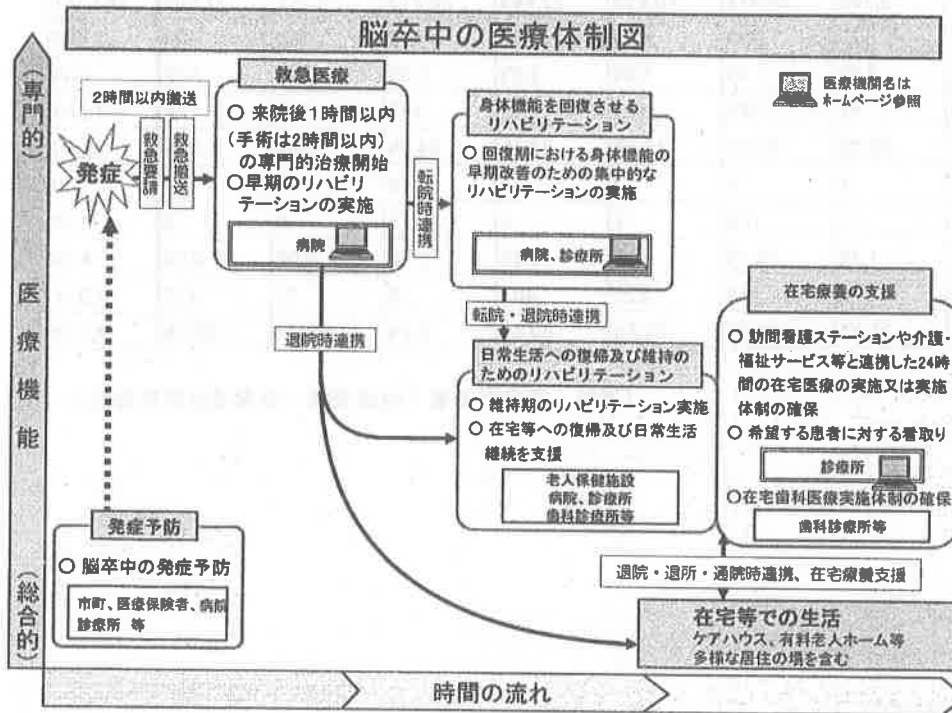 脳卒中の医療体制図
(専門的)
医療機能
(総合的)
2時間以内搬送
発症
救急要請
救急搬送
救急医療
○ 来院後1時間以内
(手術は2時間以内)
の専門的治療開始
○早期のリハビリ
テーションの実施
病院
転院時連携
身体機能を回復させる
リハビリテーション
○ 回復期における身体機能の
早期改善のための集中的な
リハビリテーションの実施
病院、診療所
医療機関名は
ホームページ参照
退院時連携
転院・退院時連携
日常生活への復帰及び維持の
ためのリハビリテーション
○ 維持期のリハビリテーション実施
○ 在宅等への復帰及び日常生活
継続を支援
老人保健施設
病院、診療所
歯科診療所等
在宅療養の支援
○ 訪問看護ステーションや介護・
福祉サービス等と連携した24時
間の在宅医療の実施又は実施
体制の確保
○ 希望する患者に対する看取り
診療所
○在宅歯科医療実施体制の確保
歯科診療所等
発症予防
○ 脳卒中の発症予防
市町、医療保険者、病院
診療所 等
退院・退所・通院時連携、在宅療養支援
在宅等での生活
ケアハウス、有料老人ホーム等
多様な居住の場を含む
時間の流れ